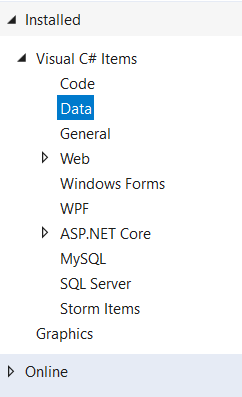 Installed
Visual C# Items
Code
Data
General
Web
Windows Forms
WPF
ASP.NET Core
MySQL
SQL Server
Storm Items
Graphics
Online